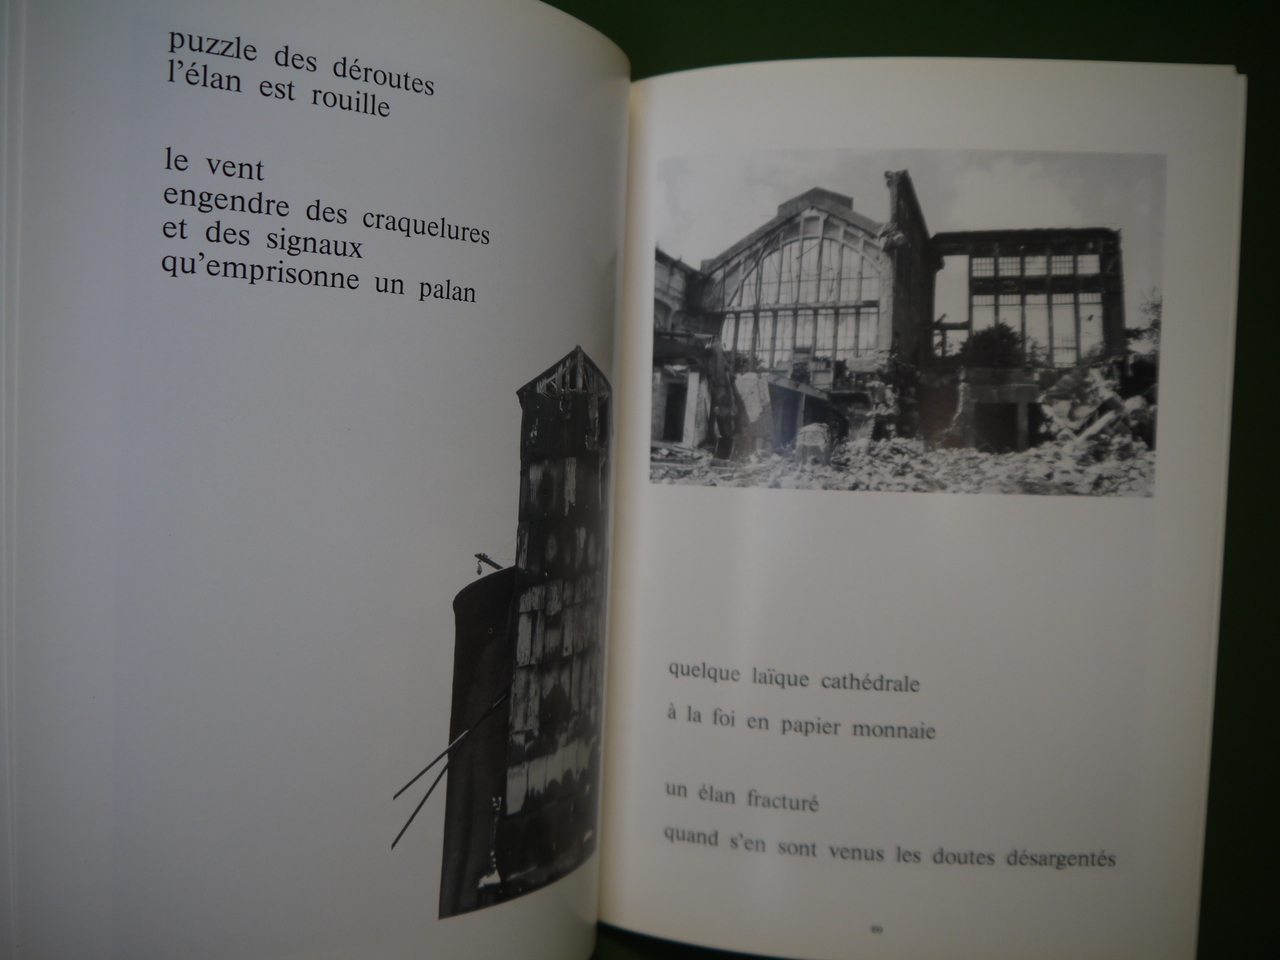 puzzle des déroutes
l'élan est rouille
le vent
engendre des craquelures
et des signaux
qu'emprisonne un palan
quelque laïque cathédrale
à la foi en papier monnaie
un élan fracturé
quand s'en sont venus les doutes désargentés